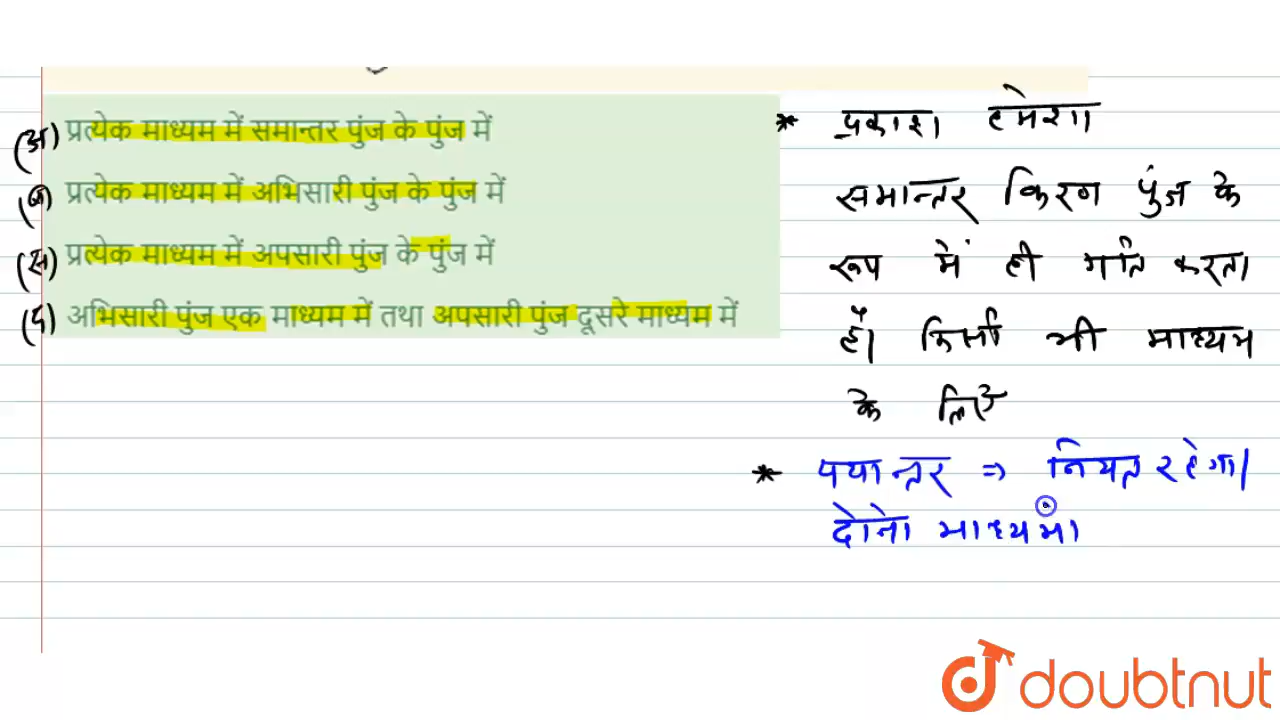 (अ) प्रत्येक माध्यम में समान्तर पुंज के पुंज में
(ब) प्रत्येक माध्यम में अभिसारी पुंज के पुंज में
(स) प्रत्येक माध्यम में अपसारी पुंज के पुंज में
(द) अभिसारी पुंज एक माध्यम में तथा अपसारी पुंज दूसरे माध्यम में
* प्रकाश हमेशा
समान्तर किरण पुंज के
रूप में ही गति करता
है। किसी भी माध्यम
के लिए
* पथान्तर ⇒ नियत रहेगा।
दोनो माध्यमो
doubtnut